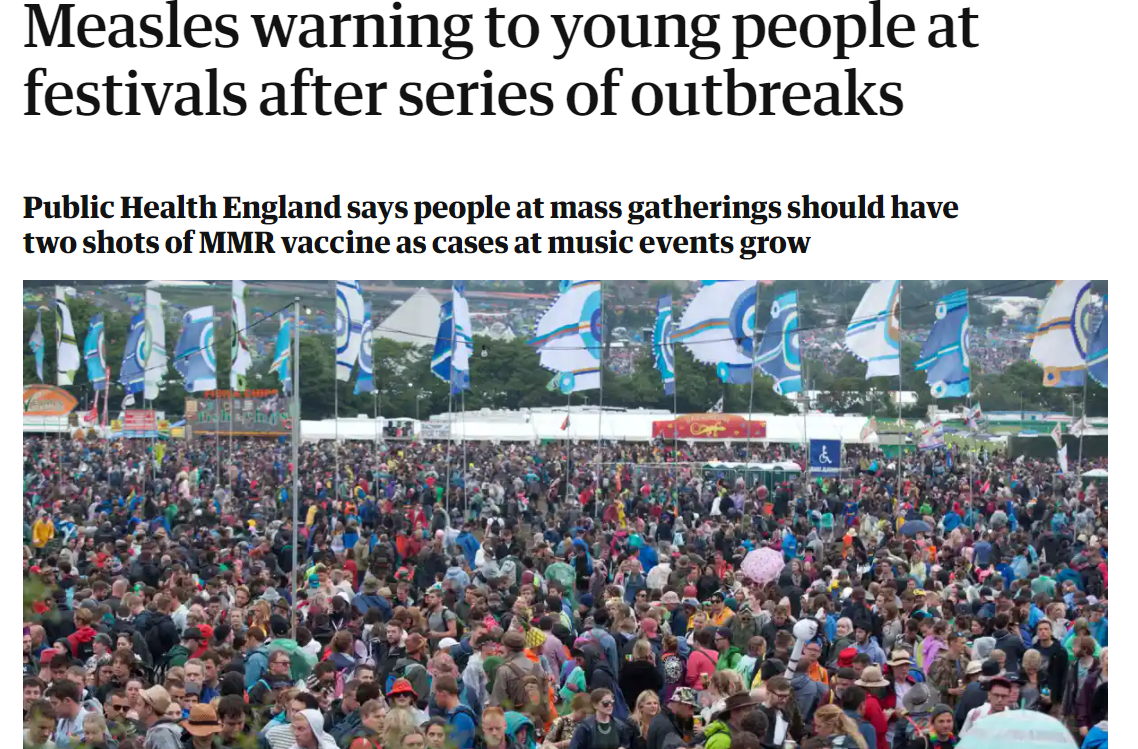 Measles warning to young people at
festivals after series of outbreaks
Public Health England says people at mass gatherings should have
two shots of MMR vaccine as cases at music events grow